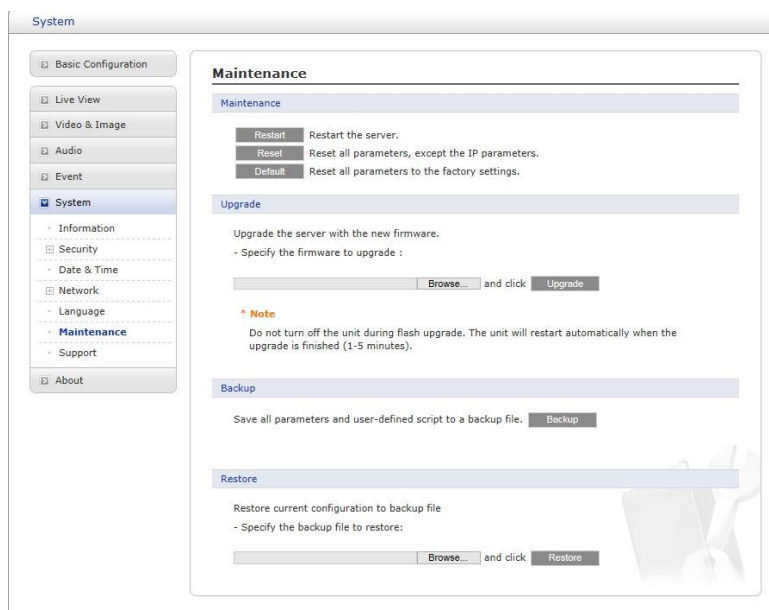 System
Basic Configuration
Live View
Video & Image
Audio
Event
System
Information
Security
Date & Time
Network
Language
Maintenance
Support
About
Maintenance
Maintenance
Restart Restart the server.
Reset Reset all parameters, except the IP parameters.
Default Reset all parameters to the factory settings.
Upgrade
Upgrade the server with the new firmware.
- Specify the firmware to upgrade :
Browse... and click Upgrade
* Note
Do not turn off the unit during flash upgrade. The unit will restart automatically when the
upgrade is finished (1-5 minutes).
Backup
Save all parameters and user-defined script to a backup file. Backup
Restore
Restore current configuration to backup file
- Specify the backup file to restore:
Browse... and click Restore